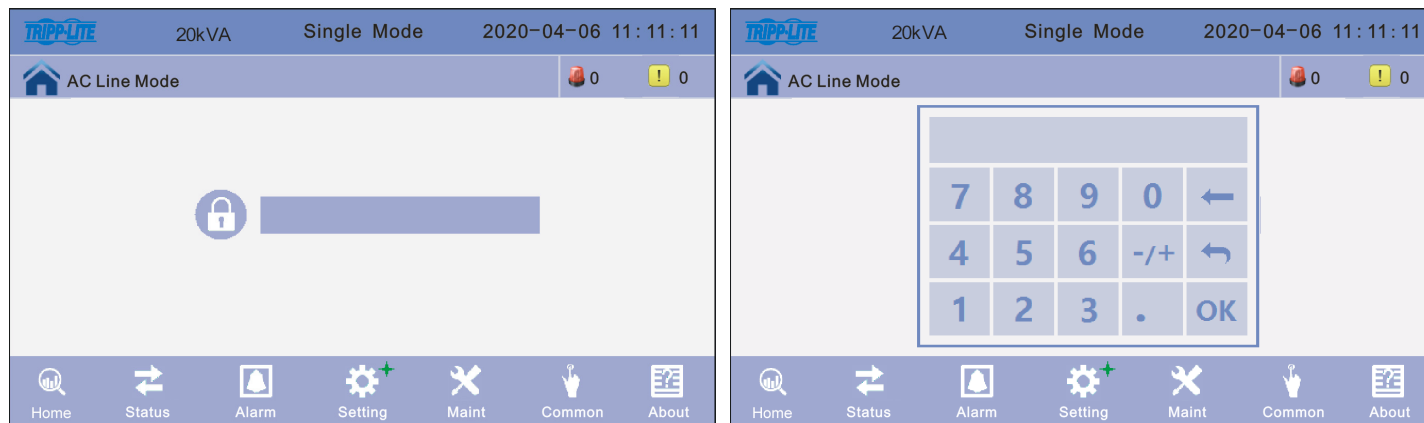 TRIPP-LITE 20kVA Single Mode 2020-04-06 11:11:11
AC Line Mode 0 ! 0
Home Status Alarm Setting Maint Common About
TRIPP-LITE 20kVA Single Mode 2020-04-06 11:11:11
AC Line Mode 0 ! 0
7 8 9 0
4 5 6 -/+
1 2 3 . OK
Home Status Alarm Setting Maint Common About